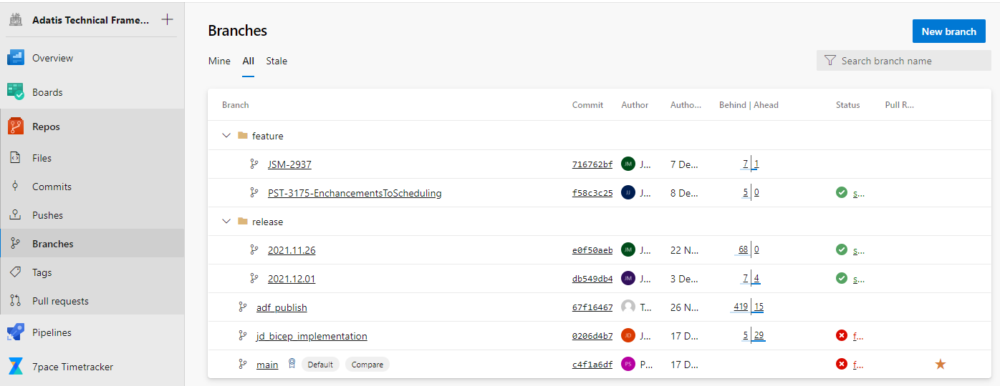 Adatis Technical Frame...
Overview
Boards
Repos
Files
Commits
Pushes
Branches
Tags
Pull requests
Pipelines
7pace Timetracker
Branches
New branch
Mine All Stale
Search branch name
Branch Commit Author Autho... Behind | Ahead Status Pull R...
feature
JSM-2937 716762bf JM J... 7 De... 7 1
PST-3175-EnchancementsToScheduling f58c3c25 JJ J... 8 De... 5 0 s...
release
2021.11.26 e0f50aeb JM J... 22 N... 68 0 s...
2021.12.01 db549db4 JM J... 3 De... 7 4 s...
adf_publish 67f16467 T... 26 N... 419 15
jd_bicep_implementation 0206d4b7 JD J... 17 D... 5 29 f...
main Default Compare c4f1a6df PS P... 17 D... f...